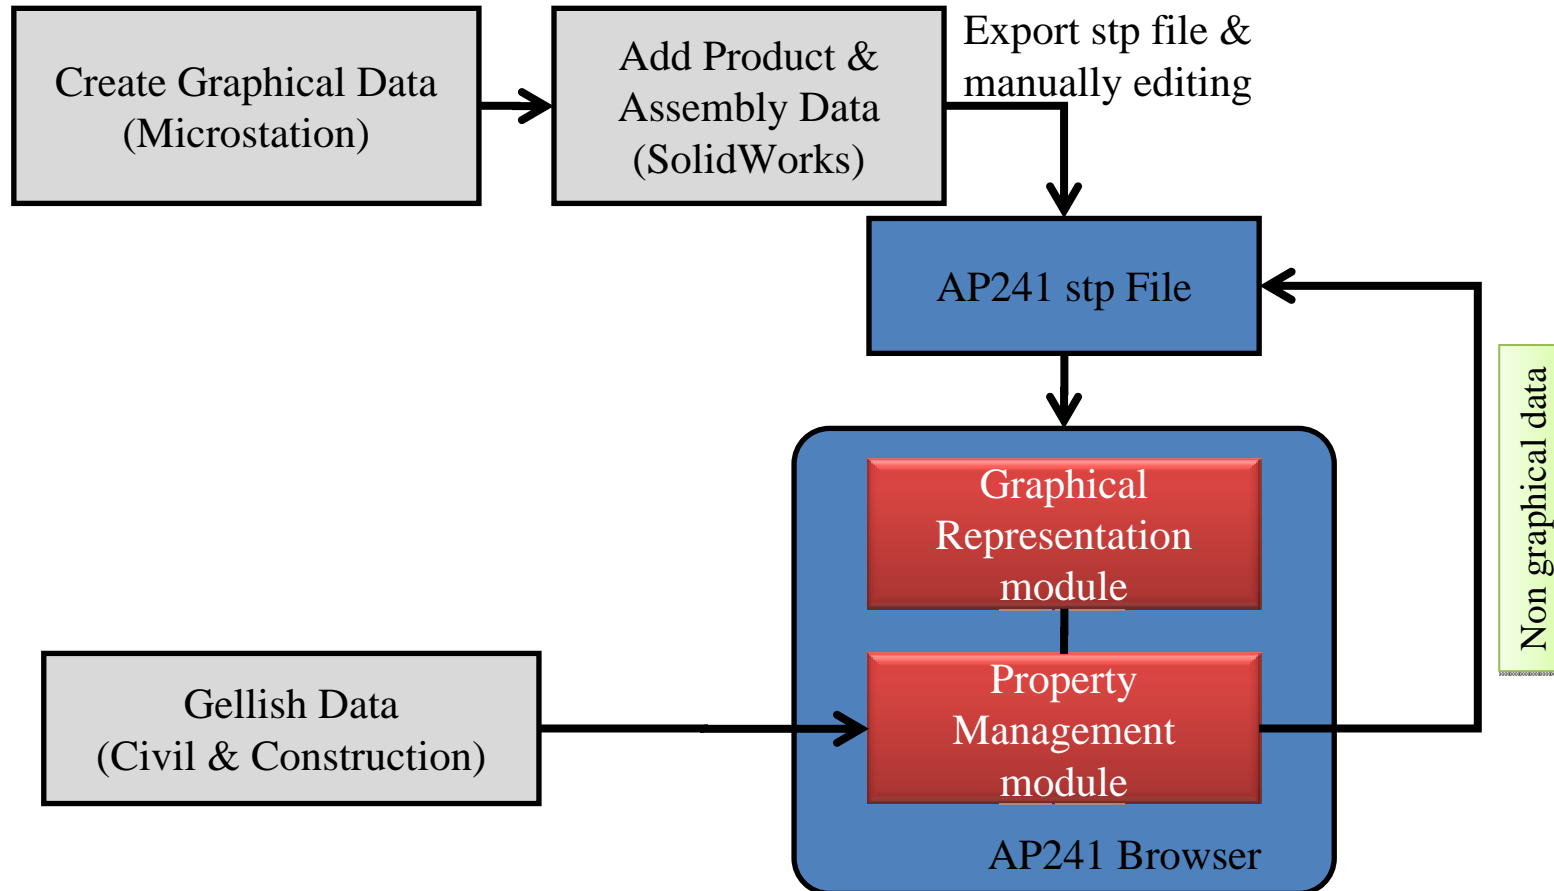 Create Graphical Data
(Microstation)
Add Product &
Assembly Data
(SolidWorks)
Export stp file &
manually editing
AP241 stp File
Graphical
Representation
module
Non graphical data
Gellish Data
(Civil & Construction)
Property
Management
module
AP241 Browser